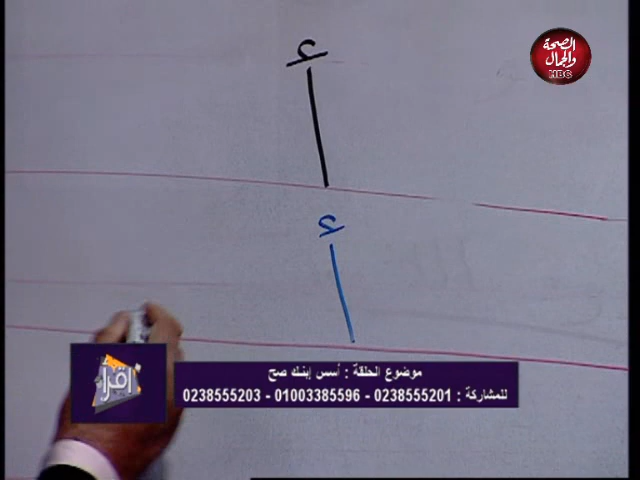 الصحة
والجمال
HBC
أ
أ
اقرأ
موضوع الحلقة : أسس إبنك صح
للمشاركة : 0238555201 - 01003385596 - 0238555203